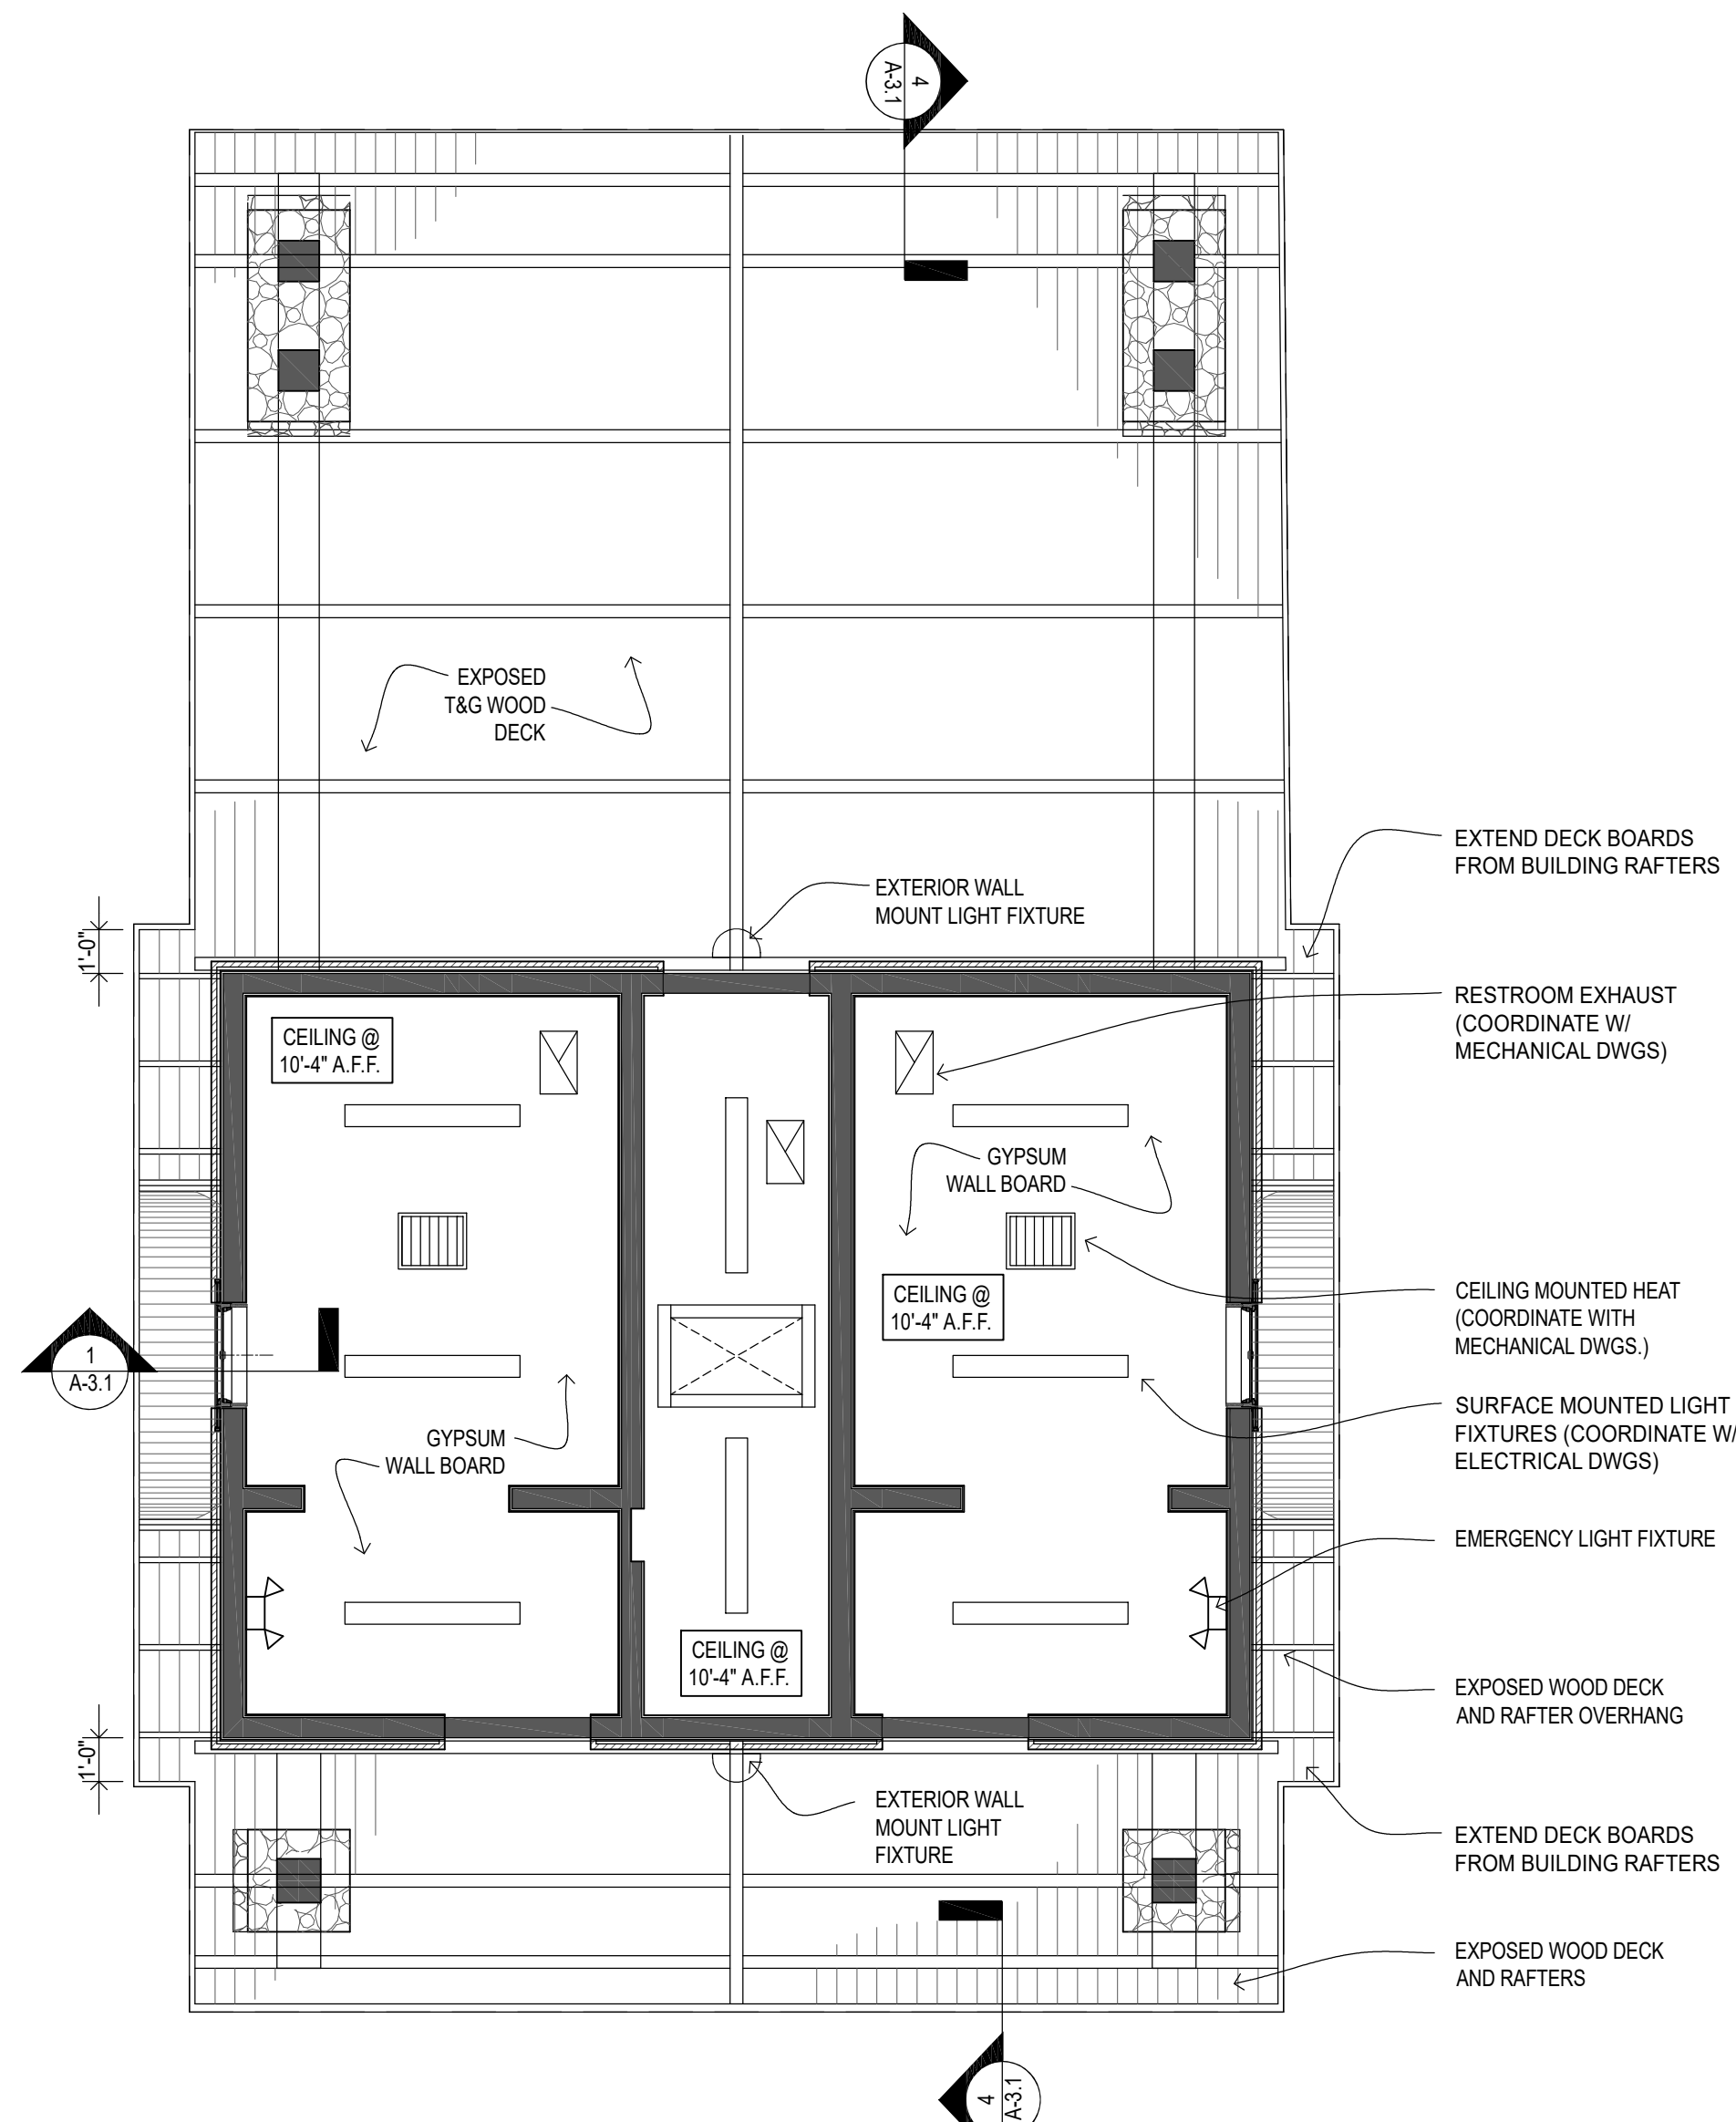 4
A-3.1
EXPOSED
T&G WOOD
DECK
EXTEND DECK BOARDS
FROM BUILDING RAFTERS
EXTERIOR WALL
MOUNT LIGHT FIXTURE
1'-0"
RESTROOM EXHAUST
(COORDINATE W/
MECHANICAL DWGS)
CEILING @
10'-4" A.F.F.
GYPSUM
WALL BOARD
CEILING @
10'-4" A.F.F.
CEILING MOUNTED HEAT
(COORDINATE WITH
MECHANICAL DWGS.)
1
A-3.1
SURFACE MOUNTED LIGHT
FIXTURES (COORDINATE W/
ELECTRICAL DWGS)
GYPSUM
WALL BOARD
EMERGENCY LIGHT FIXTURE
CEILING @
10'-4" A.F.F.
EXPOSED WOOD DECK
AND RAFTER OVERHANG
1'-0"
EXTERIOR WALL
MOUNT LIGHT
FIXTURE
EXTEND DECK BOARDS
FROM BUILDING RAFTERS
EXPOSED WOOD DECK
AND RAFTERS
4
A-3.1